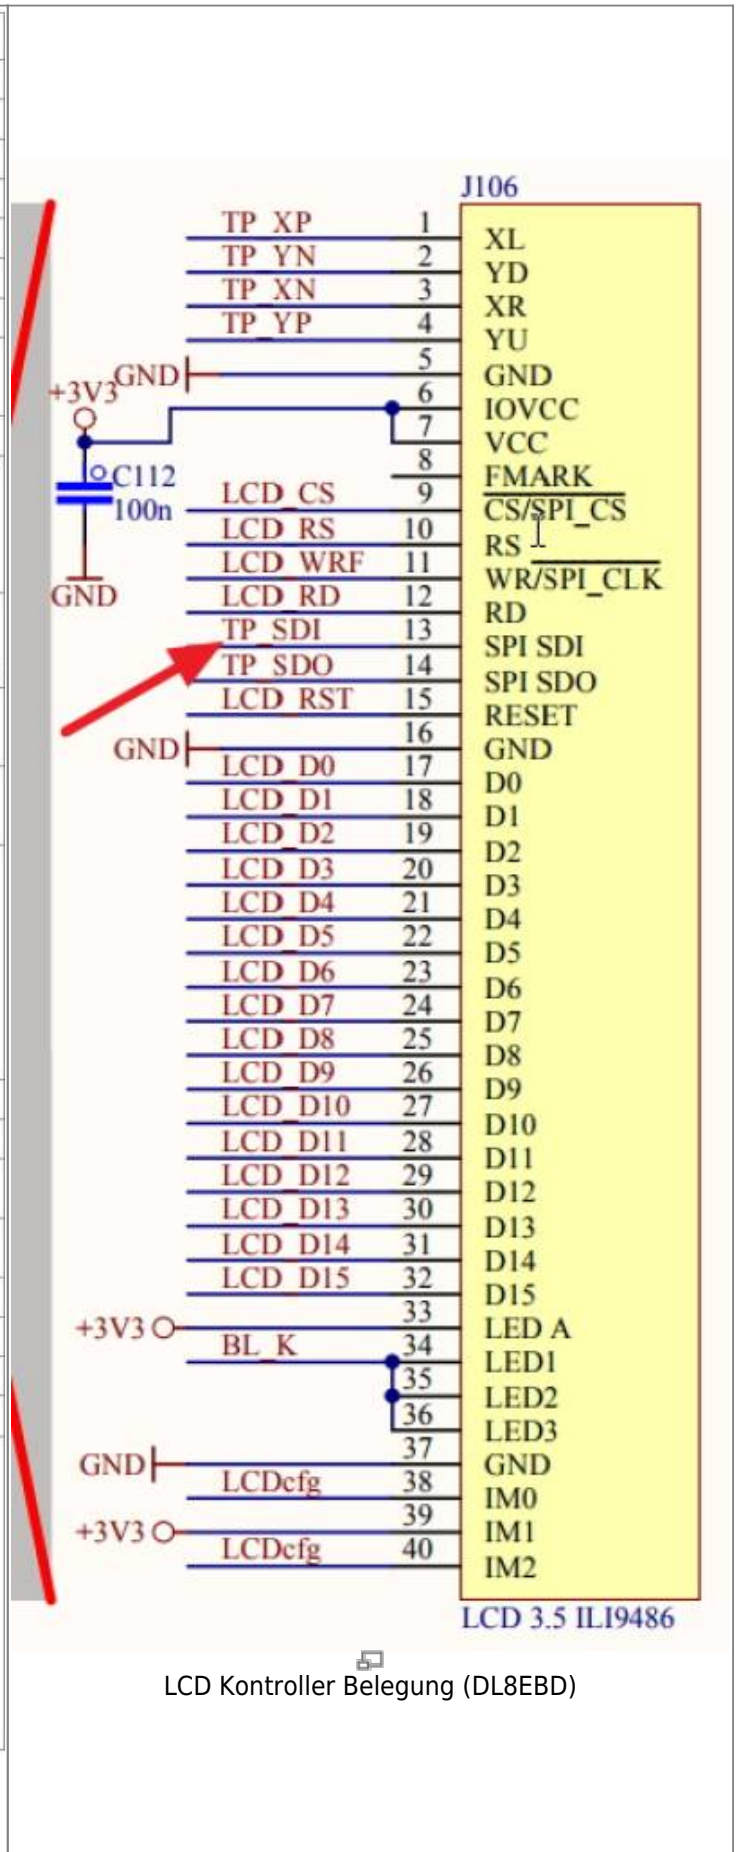 J106
TP_XP 1 XL
TP_YN 2 YD
TP_XN 3 XR
TP_YP 4 YU
GND 5 GND
+3V3 6 IOVCC
7 VCC
C112 8 FMARK
100n LCD_CS 9 CS/SPI_CS
LCD_RS 10 RS
LCD_WRF 11 WR/SPI_CLK
GND LCD_RD 12 RD
TP_SDI 13 SPI SDI
TP_SDO 14 SPI SDO
LCD_RST 15 RESET
GND 16 GND
LCD_D0 17 D0
LCD_D1 18 D1
LCD_D2 19 D2
LCD_D3 20 D3
LCD_D4 21 D4
LCD_D5 22 D5
LCD_D6 23 D6
LCD_D7 24 D7
LCD_D8 25 D8
LCD_D9 26 D9
LCD_D10 27 D10
LCD_D11 28 D11
LCD_D12 29 D12
LCD_D13 30 D13
LCD_D14 31 D14
LCD_D15 32 D15
+3V3 33 LED A
BL_K 34 LED1
35 LED2
36 LED3
GND 37 GND
LCDcfg 38 IM0
+3V3 39 IM1
LCDcfg 40 IM2
LCD 3.5 ILI9486
LCD Kontroller Belegung (DL8EBD)